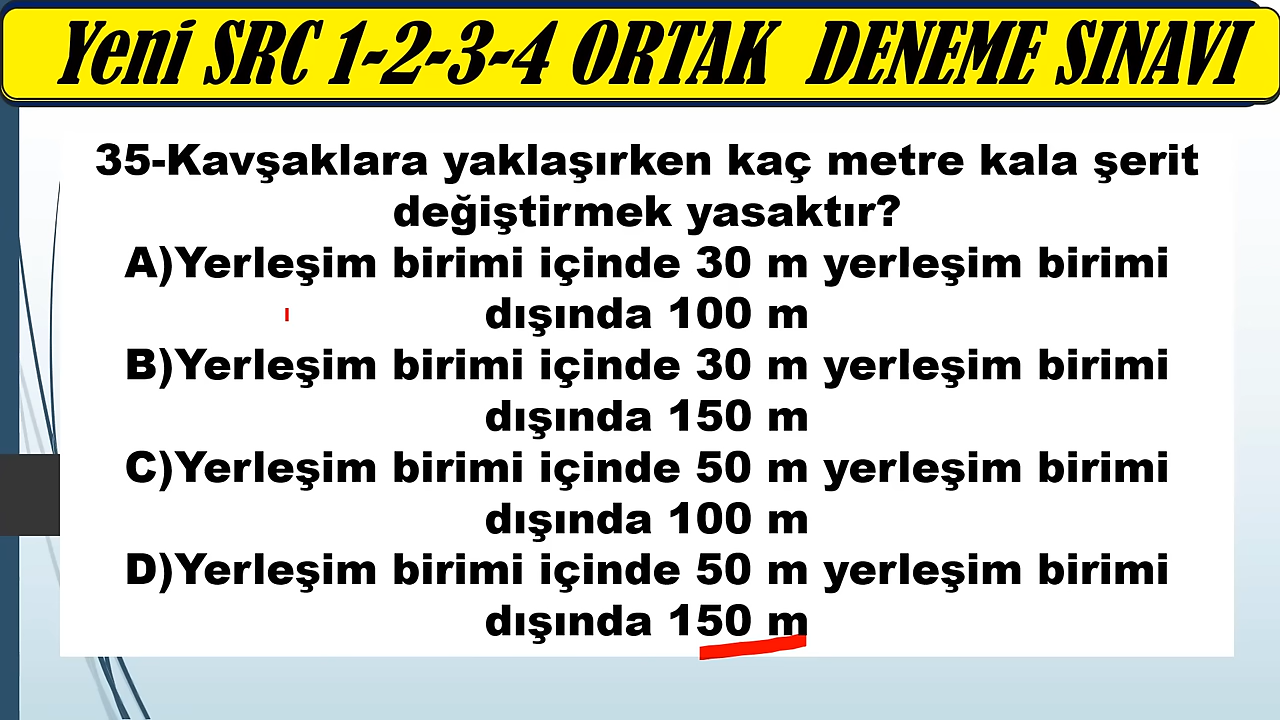 Yeni SRC 1-2-3-4 ORTAK DENEME SINAVI
35-Kavşaklara yaklaşırken kaç metre kala şerit
değiştirmek yasaktır?
A)Yerleşim birimi içinde 30 m yerleşim birimi
dışında 100 m
B)Yerleşim birimi içinde 30 m yerleşim birimi
dışında 150 m
C)Yerleşim birimi içinde 50 m yerleşim birimi
dışında 100 m
D)Yerleşim birimi içinde 50 m yerleşim birimi
dışında 150 m